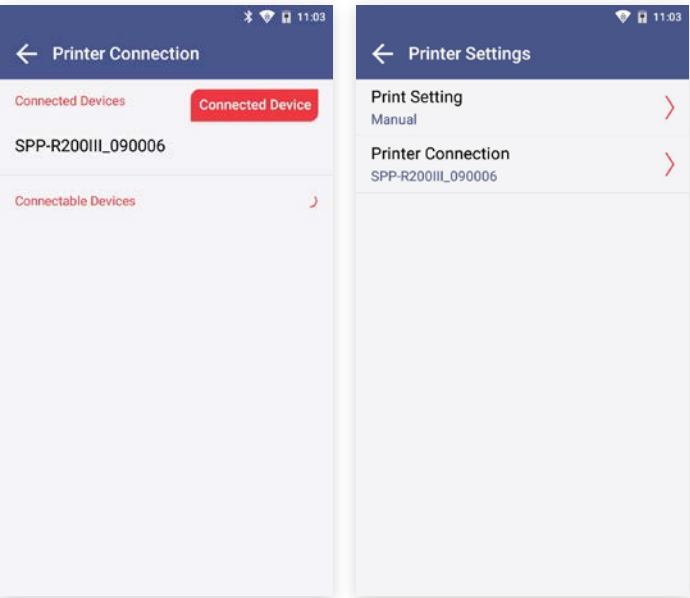 11:03
Printer Connection
Connected Devices
Connected Device
SPP-R200III_090006
Connectable Devices
11:03
Printer Settings
Print Setting
Manual
Printer Connection
SPP-R200III_090006